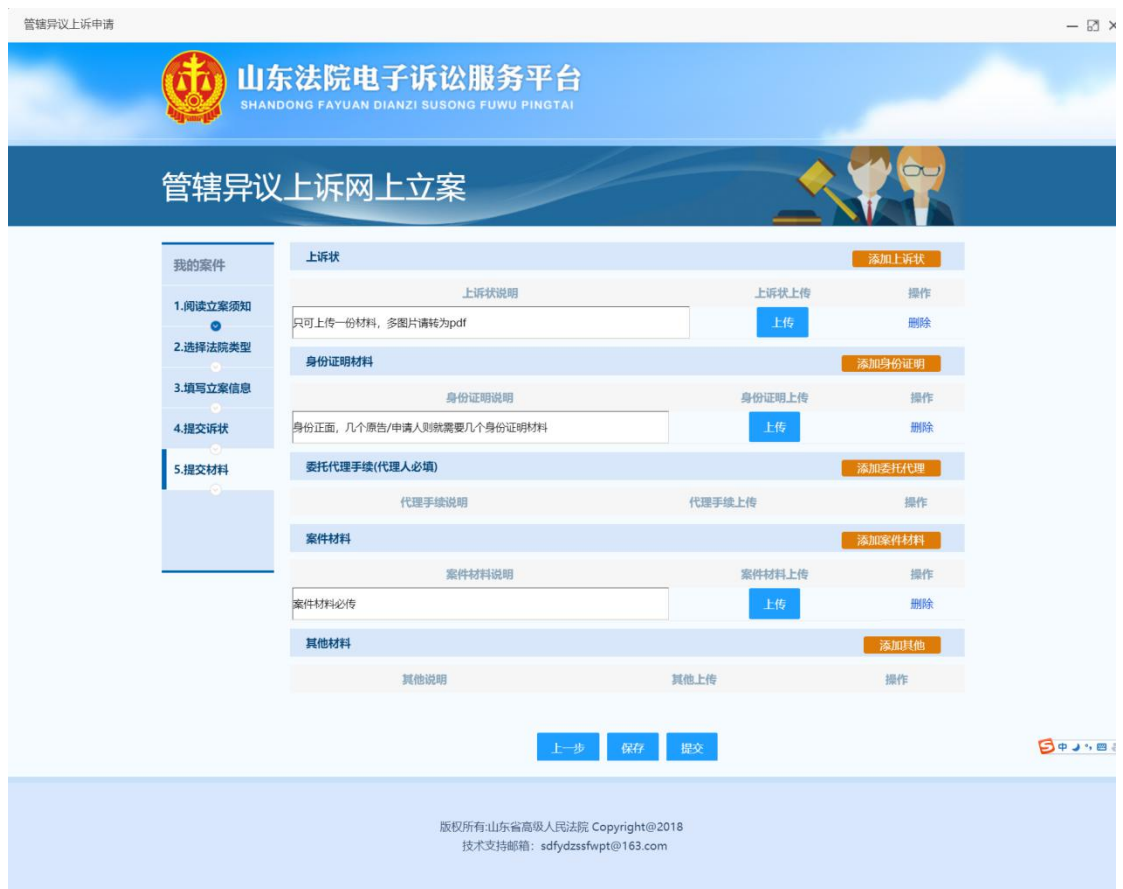 管辖异议上诉申请
山东法院电子诉讼服务平台
SHANDONG FAYUAN DIANZI SUSONG FUWU PINGTAI
管辖异议上诉网上立案
我的案件
1.阅读立案须知
2.选择法院类型
3.填写立案信息
4.提交诉状
5.提交材料
上诉状 添加上诉状
上诉状说明 上诉状上传 操作
只可上传一份材料，多图片请转为pdf 上传 删除
身份证明材料 添加身份证明
身份证明说明 身份证明上传 操作
身份正面，几个原告/申请人则就需要几个身份证明材料 上传 删除
委托代理手续(代理人必填) 添加委托代理
代理手续说明 代理手续上传 操作
案件材料 添加案件材料
案件材料说明 案件材料上传 操作
案件材料必传 上传 删除
其他材料 添加其他
其他说明 其他上传 操作
上一步 保存 提交
中
版权所有:山东省高级人民法院 Copyright@2018
技术支持邮箱：sdfydzssfwpt@163.com